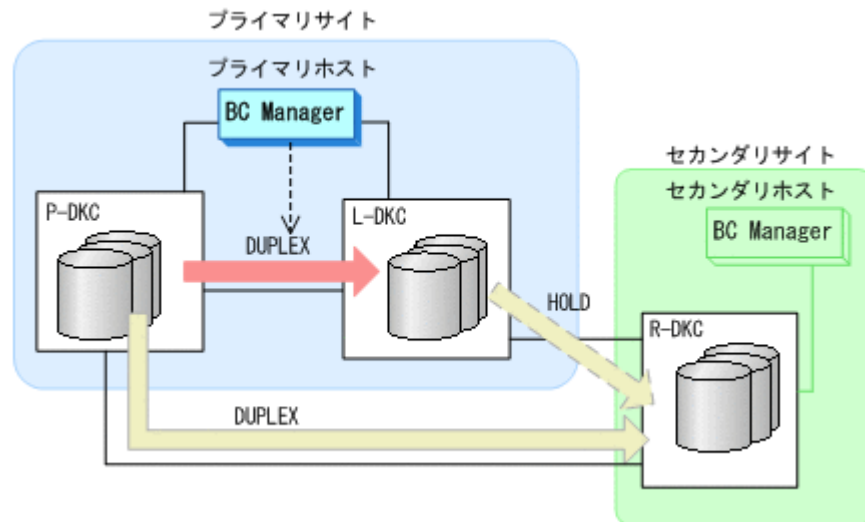 プライマリサイト
プライマリホスト
BC Manager
セカンダリサイト
セカンダリホスト
BC Manager
P-DKC
L-DKC
DUPLEX
HOLD
R-DKC
DUPLEX